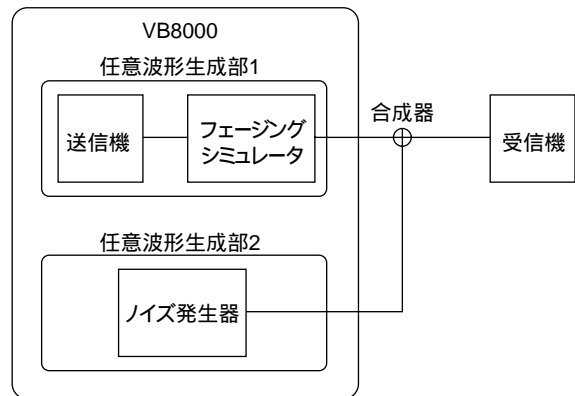 VB8000
任意波形生成部1
送信機
フェージング
シミュレータ
合成器
受信機
任意波形生成部2
ノイズ発生器